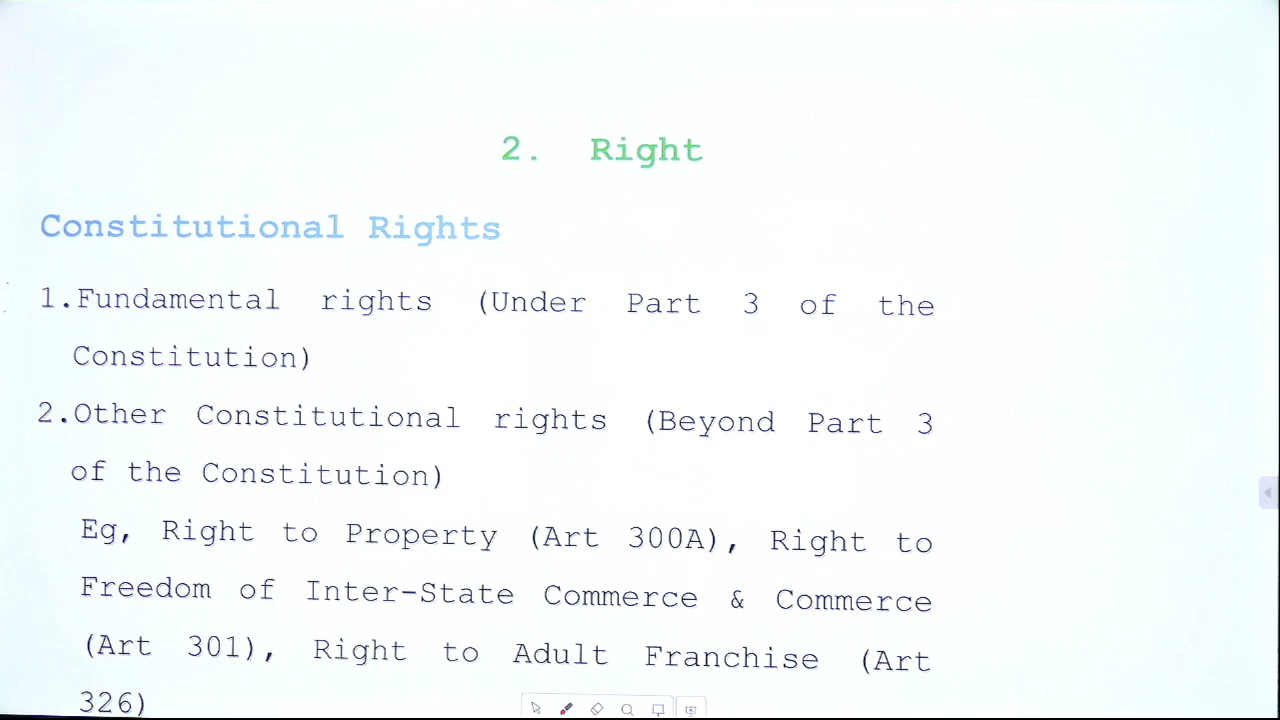 2. Right
Constitutional Rights
1.Fundamental rights (Under Part 3 of the
Constitution)
2.Other Constitutional rights (Beyond Part 3
of the Constitution)
Eg, Right to Property (Art 300A), Right to
Freedom of Inter-State Commerce & Commerce
(Art 301), Right to Adult Franchise (Art
326)